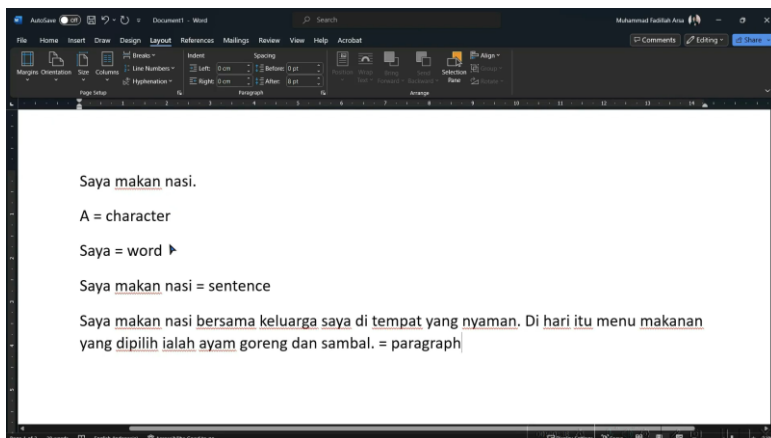 AutoSave Off Document1 - Word Search Muhammad Fadillah Arsa
File Home Insert Draw Design Layout References Mailings Review View Help Acrobat Comments Editing Share
Breaks Indent Spacing Align
Margins Orientation Size Columns Line Numbers Left: 0 cm Before: 0 pt Position Wrap Text Bring Forward Send Backward Selection Pane Group
Hyphenation Right: 0 cm After: 8 pt Rotate
Page Setup Paragraph Arrange
Saya makan nasi.
A = character
Saya = word
Saya makan nasi = sentence
Saya makan nasi bersama keluarga saya di tempat yang nyaman. Di hari itu menu makanan
yang dipilih ialah ayam goreng dan sambal. = paragraph